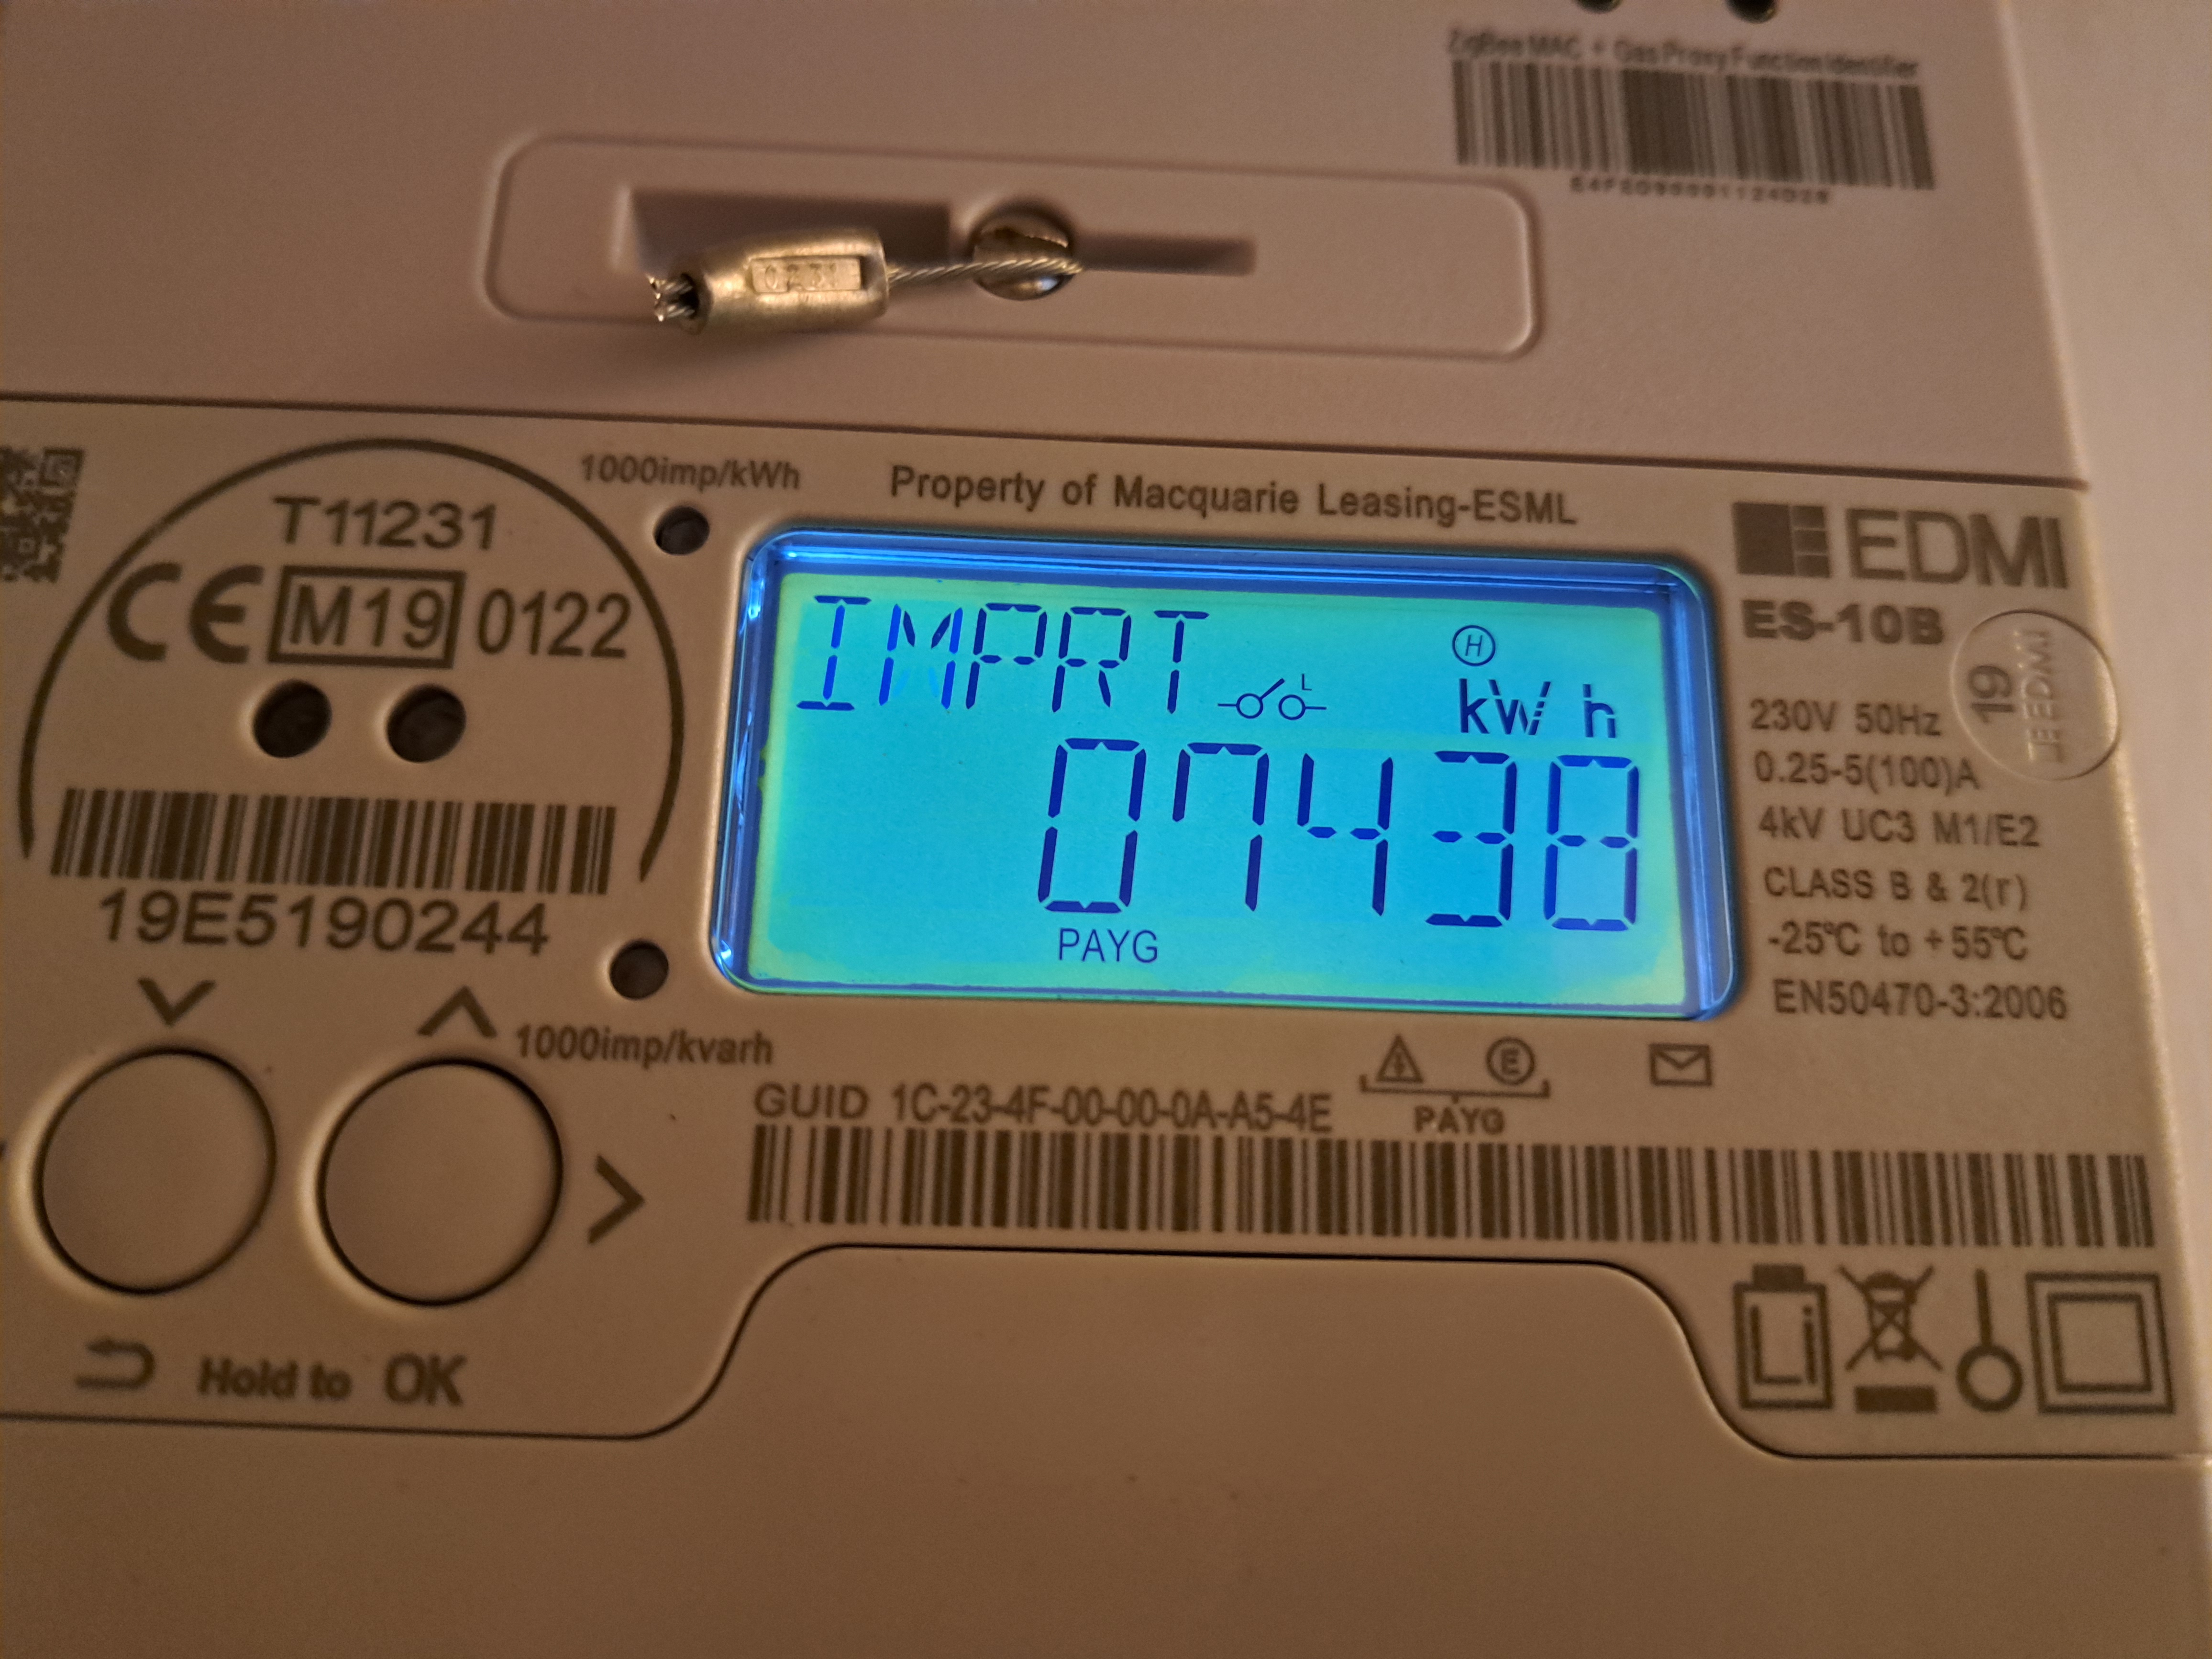 ZigBee MAC + Gas Proxy Function Identifier
0231
1000imp/kWh
Property of Macquarie Leasing-ESML
T11231
CE M19 0122
EDMI
ES-10B
19
EDMI
IMPRT
L
H
kWh
07438
PAYG
230V 50Hz
0.25-5(100)A
4kV UC3 M1/E2
CLASS B & 2(r)
-25°C to +55°C
EN50470-3:2006
19E5190244
1000imp/kvarh
E
GUID 1C-23-4F-00-00-0A-A5-4E
PAYG
Li
Hold to OK